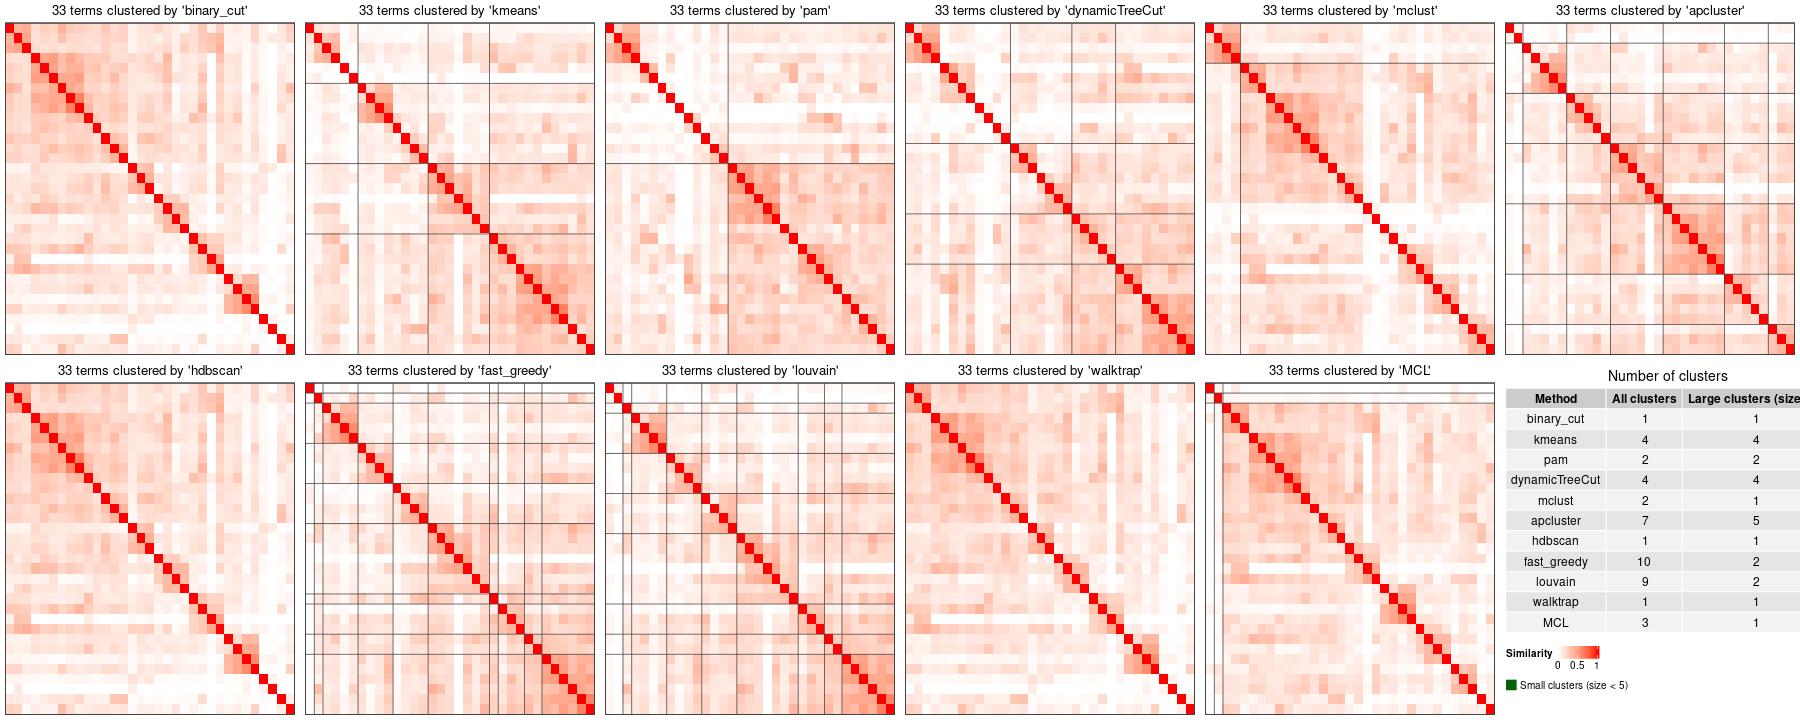 33 terms clustered by 'binary_cut'
33 terms clustered by 'kmeans'
33 terms clustered by 'pam'
33 terms clustered by 'dynamicTreeCut'
33 terms clustered by 'mclust'
33 terms clustered by 'apcluster'
33 terms clustered by 'hdbscan'
33 terms clustered by 'fast_greedy'
33 terms clustered by 'louvain'
33 terms clustered by 'walktrap'
33 terms clustered by 'MCL'
Number of clusters
Method All clusters Large clusters (size
binary_cut 1 1
kmeans 4 4
pam 2 2
dynamicTreeCut 4 4
mclust 2 1
apcluster 7 5
hdbscan 1 1
fast_greedy 10 2
louvain 9 2
walktrap 1 1
MCL 3 1
Similarity
0 0.5 1
Small clusters (size < 5)